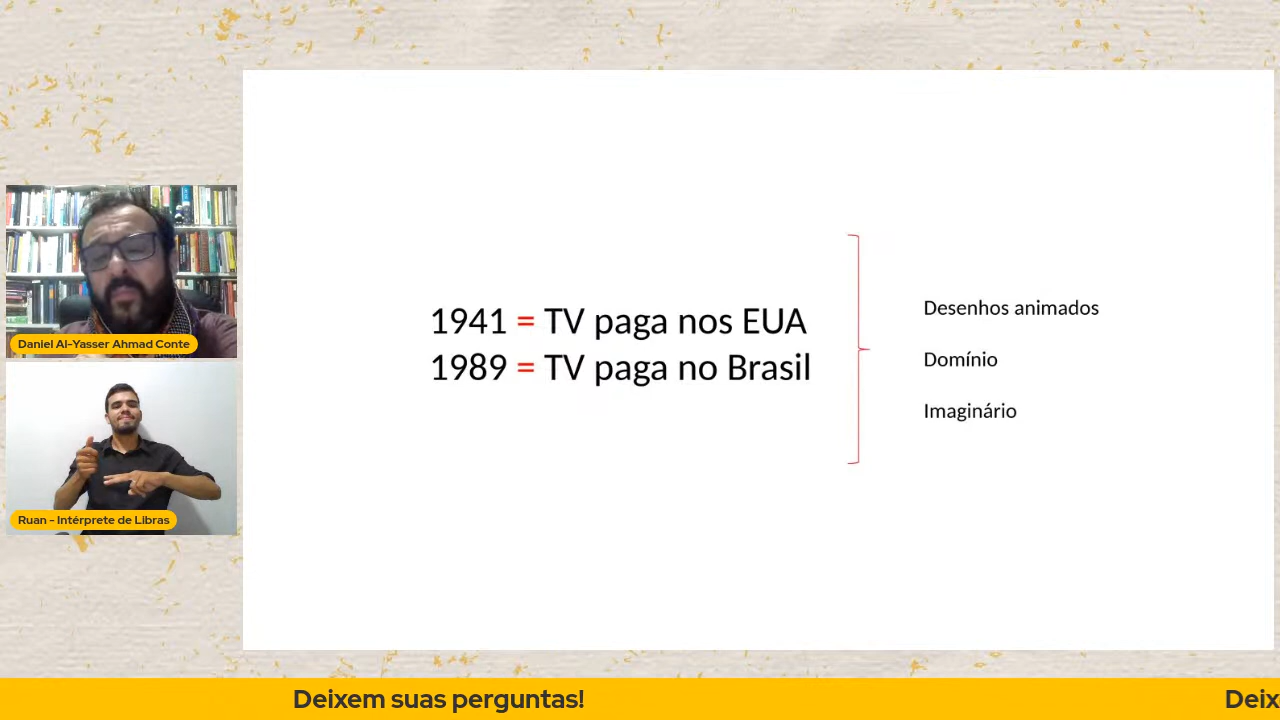 1941 = TV paga nos EUA
1989 = TV paga no Brasil
Desenhos animados
Domínio
Imaginário
Daniel Al-Yasser Ahmad Conte
Ruan - Intérprete de Libras
Deixem suas perguntas!
Deix